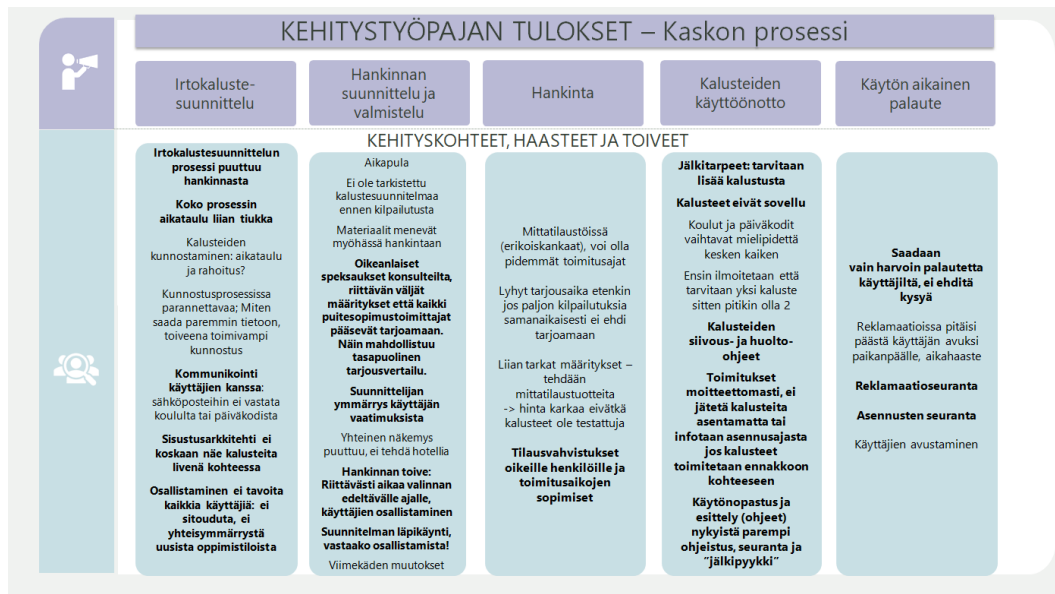 KEHITYSTYÖPAJAN TULOKSET – Kaskon prosessi
Irtokaluste-
suunnittelu
Hankinnan
suunnittelu ja
valmistelu
Hankinta
Kalusteiden
käyttöönotto
Käytön aikainen
palaute
KEHITYSKOHTEET, HAASTEET JA TOIVEET
Irtokalustesuunnittelun
prosessi puuttuu
hankinnasta
Koko prosessin
aikataulu liian tiukka
Kalusteiden
kunnostaminen: aikataulu
ja rahoitus?
Kunnostusprosessissa
parannettavaa; Miten
saada paremmin tietoon,
toiveena toimivampi
kunnostus
Kommunikointi
käyttäjien kanssa:
sähköposteihin ei vastata
koululta tai päiväkodista
Sisustusarkkitehti ei
koskaan näe kalusteita
livenä kohteessa
Osallistaminen ei tavoita
kaikkia käyttäjiä: ei
sitouduta, ei
yhteisymmärrystä
uusista oppimistiloista
Aikapula
Ei ole tarkistettu
kalustesuunnitelmaa
ennen kilpailutusta
Materiaalit menevät
myöhässä hankintaan
Oikeanlaiset
speksaukset konsulteilta,
riittävän väljät
määritykset että kaikki
puitesopimustoimittajat
pääsevät tarjoamaan.
Näin mahdollistuu
tasapuolinen
tarjousvertailu.
Suunnittelijan
ymmärrys käyttäjän
vaatimuksista
Yhteinen näkemys
puuttuu, ei tehdä hotellia
Hankinnan toive:
Riittävästi aikaa valinnan
edeltävälle ajalle,
käyttäjien osallistaminen
Suunnitelman läpikäynti,
vastaako osallistamista!
Viimekäden muutokset
Mittatilaustöissä
(erikoiskankaat), voi olla
pidemmät toimitusajat
Lyhyt tarjousaika etenkin
jos paljon kilpailutuksia
samanaikaisesti ei ehdi
tarjoamaan
Liian tarkat määritykset –
tehdään
mittatilaustuotteita
-> hinta karkaa eivätkä
kalusteet ole testattuja
Tilausvahvistukset
oikeille henkilöille ja
toimitusaikojen
sopimiset
Jälkitarpeet: tarvitaan
lisää kalustusta
Kalusteet eivät sovellu
Koulut ja päiväkodit
vaihtavat mielipidettä
kesken kaiken
Ensin ilmoitetaan että
tarvitaan yksi kaluste
sitten pitikin olla 2
Kalusteiden
siivous- ja huolto-
ohjeet
Toimitukset
moitteettomasti, ei
jätetä kalusteita
asentamatta tai
infotaan asennusajasta
jos kalusteet
toimitetaan ennakkoon
kohteeseen
Käytönopastus ja
esittely (ohjeet)
nykyistä parempi
ohjeistus, seuranta ja
”jälkipyykki”
Saadaan
vain harvoin palautetta
käyttäjiltä, ei ehditä
kysyä
Reklamaatioissa pitäisi
päästä käyttäjän avuksi
paikanpäälle, aikahaaste
Reklamaatioseuranta
Asennusten seuranta
Käyttäjien avustaminen